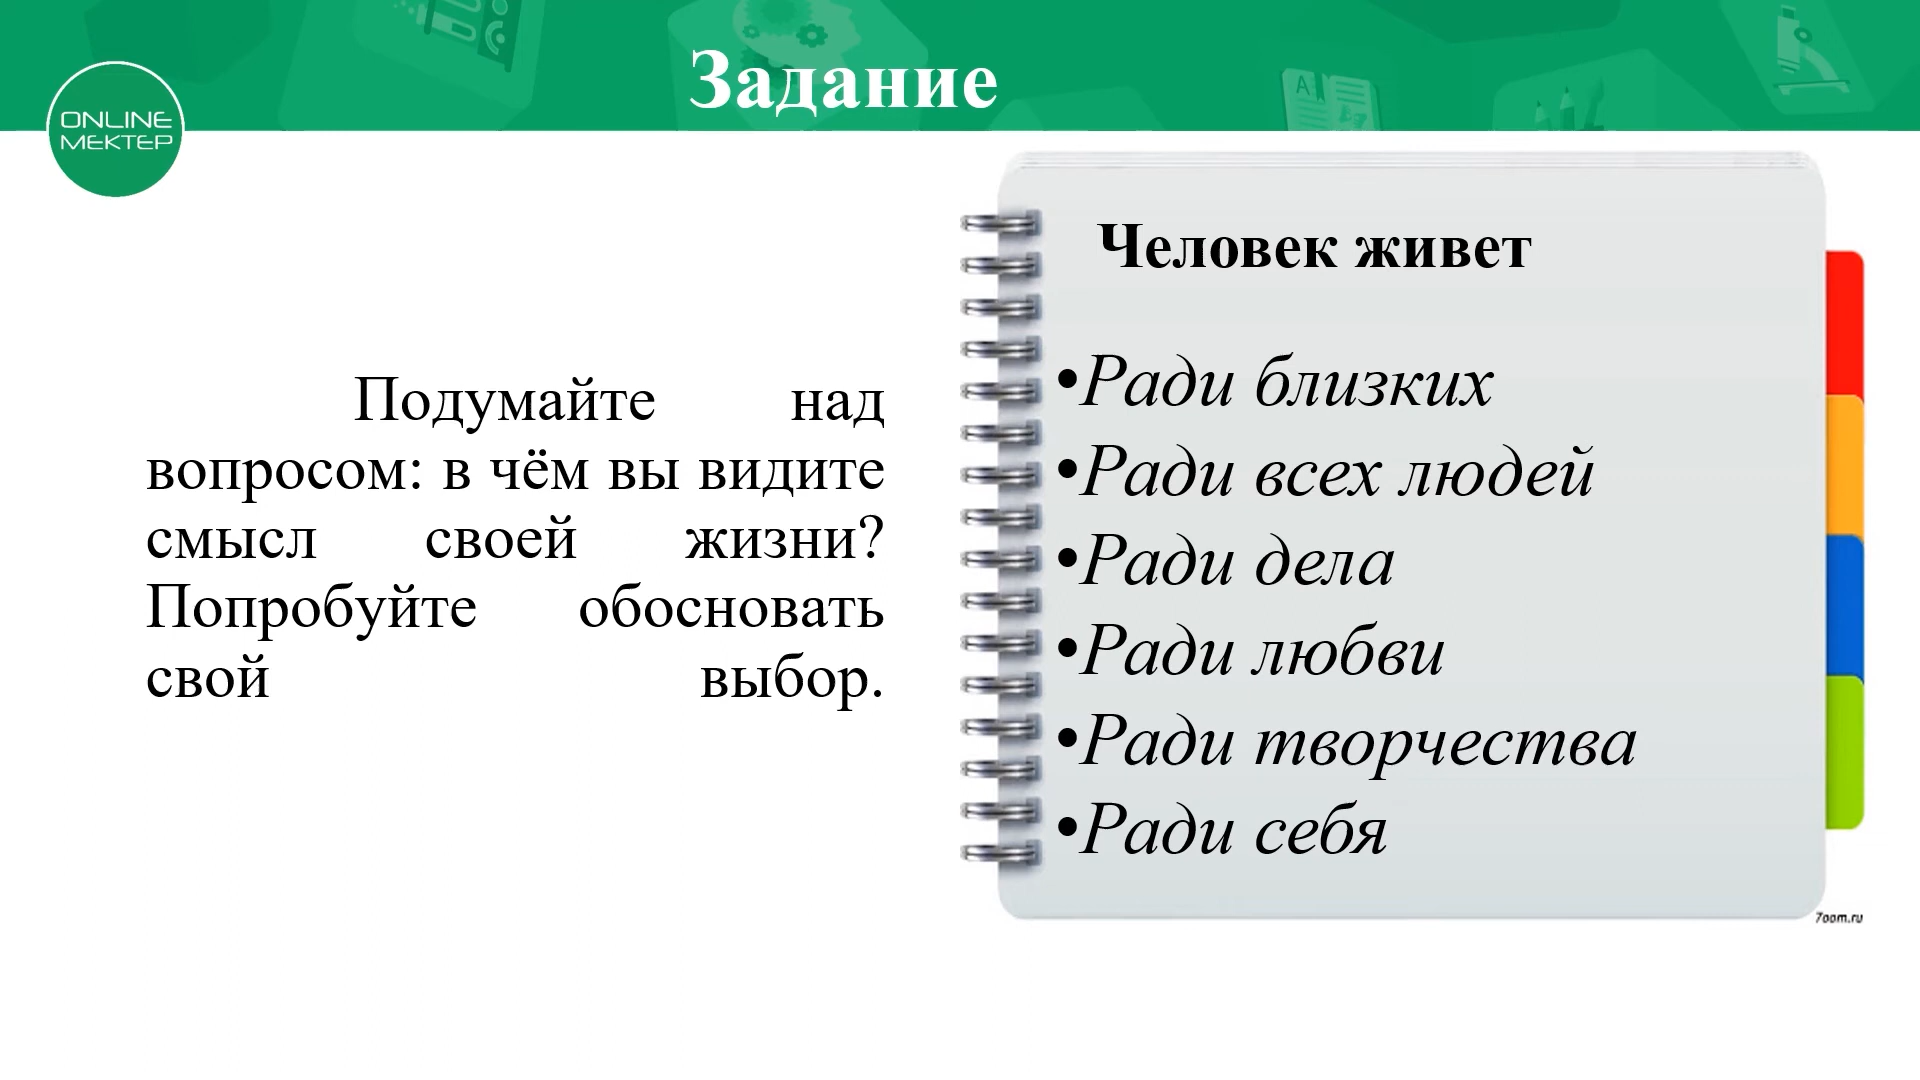 Задание
ONLINE
МЕКТЕР
Подумайте над
вопросом: в чём вы видите
смысл своей жизни?
Попробуйте обосновать
свой выбор.
Человек живет
•Ради близких
•Ради всех людей
•Ради дела
•Ради любви
•Ради творчества
•Ради себя
7oom.ru